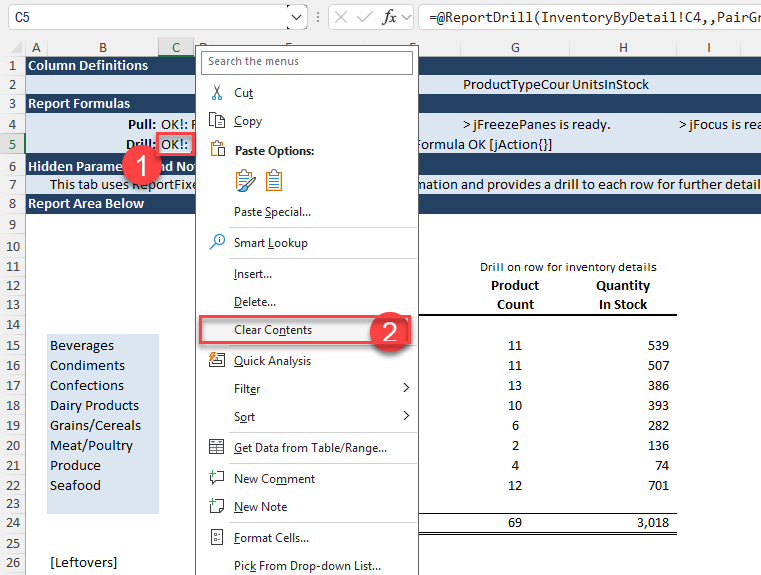 C5
fx
=@ReportDrill(InventoryByDetail!C4,,PairGr
A B C F G H I
1 Column Definitions
2 ProductTypeCour UnitsInStock
3 Report Formulas
4 Pull: OK!: F > jFreezePanes is ready. > jFocus is rea
5 Drill: OK!: Formula OK [jAction{}]
6 Hidden Parame nd No
7 This tab uses ReportFixe mation and provides a drill to each row for further detail
8 Report Area Below
9
10
11 Drill on row for inventory details
12 Product Quantity
13 Count In Stock
14
15 Beverages 11 539
16 Condiments 11 507
17 Confections 13 386
18 Dairy Products 10 393
19 Grains/Cereals 6 282
20 Meat/Poultry 2 136
21 Produce 4 74
22 Seafood 12 701
23
24 69 3,018
25
26 [Leftovers]
1
Search the menus
Cut
Copy
Paste Options:
Paste Special...
Smart Lookup
Insert...
Delete...
Clear Contents
2
Quick Analysis
Filter
Sort
Get Data from Table/Range...
New Comment
New Note
Format Cells...
Pick From Drop-down List...